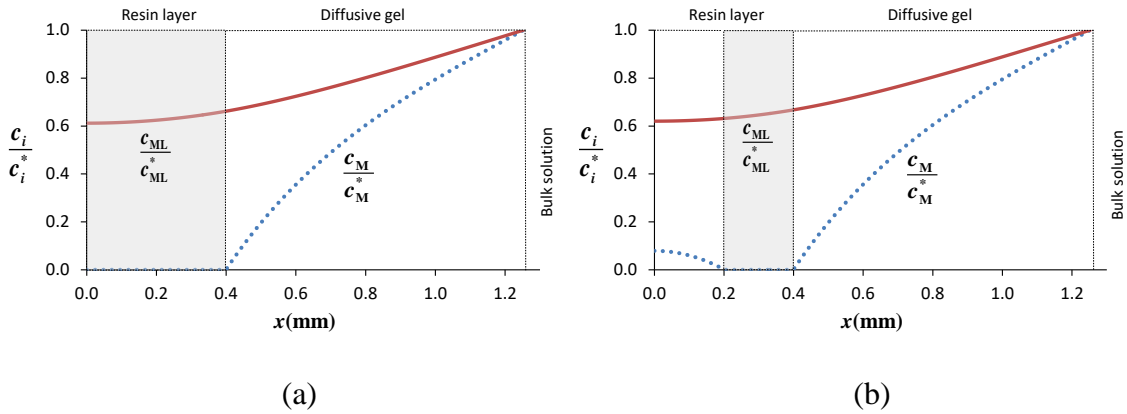 Resin layer Diffusive gel
1.0
0.8
0.6
0.4
0.2
0.0
c_i / c_i^*
c_ML / c_ML^*
c_M / c_M^*
Bulk solution
0.0 0.2 0.4 0.6 0.8 1.0 1.2
x(mm)
(a)
Resin layer Diffusive gel
1.0
0.8
0.6
0.4
0.2
0.0
c_i / c_i^*
c_ML / c_ML^*
c_M / c_M^*
Bulk solution
0.0 0.2 0.4 0.6 0.8 1.0 1.2
x(mm)
(b)